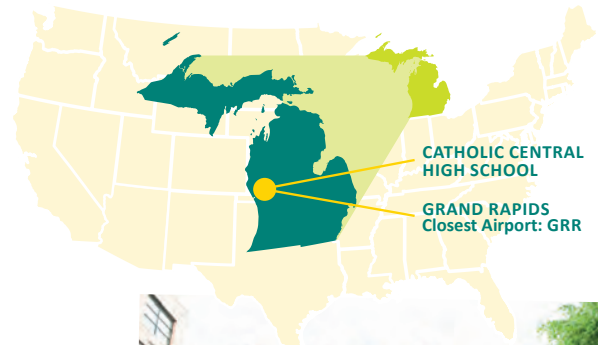 CATHOLIC CENTRAL
HIGH SCHOOL
GRAND RAPIDS
Closest Airport: GRR